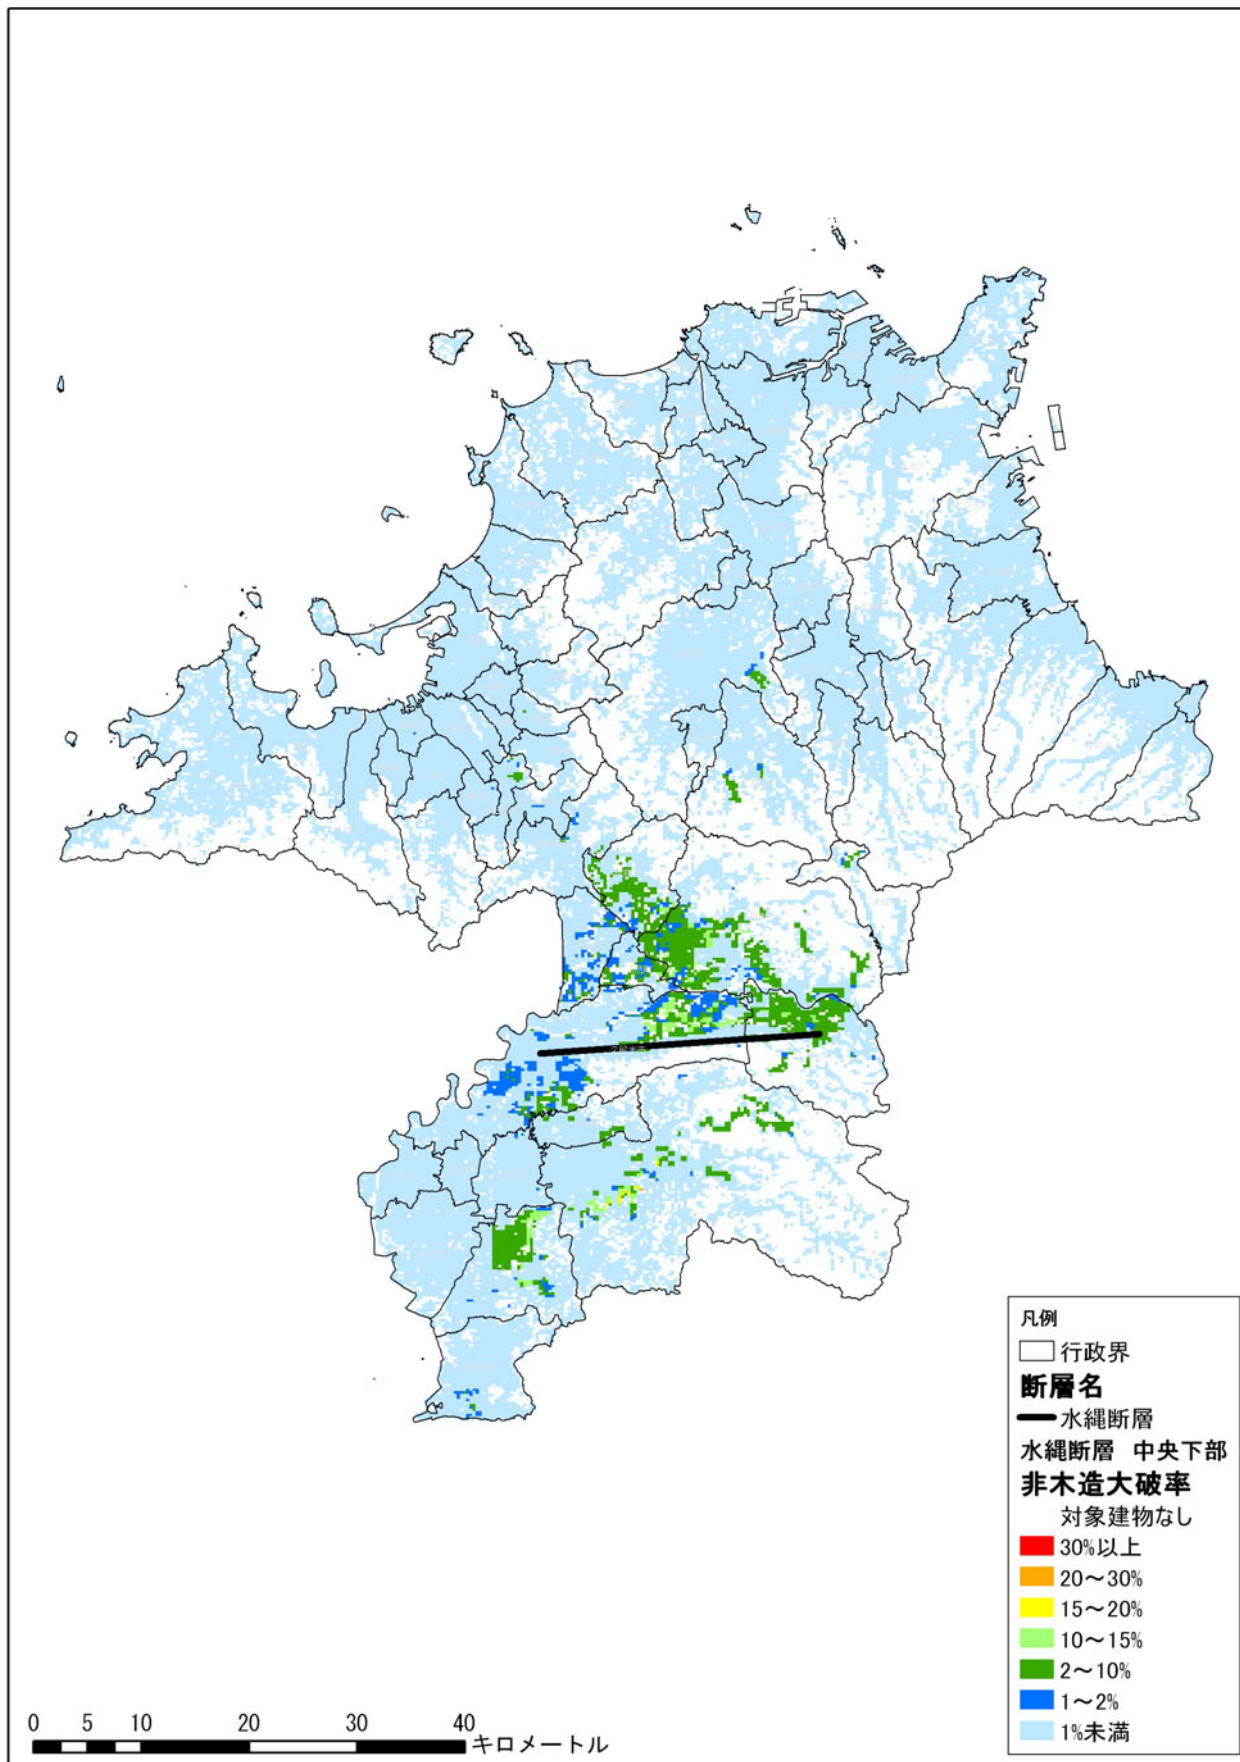 凡例
行政界
断層名
水縄断層
水縄断層 中央下部
非木造大破率
対象建物なし
30%以上
20～30%
15～20%
10～15%
2～10%
1～2%
1%未満
0 5 10 20 30 40
キロメートル